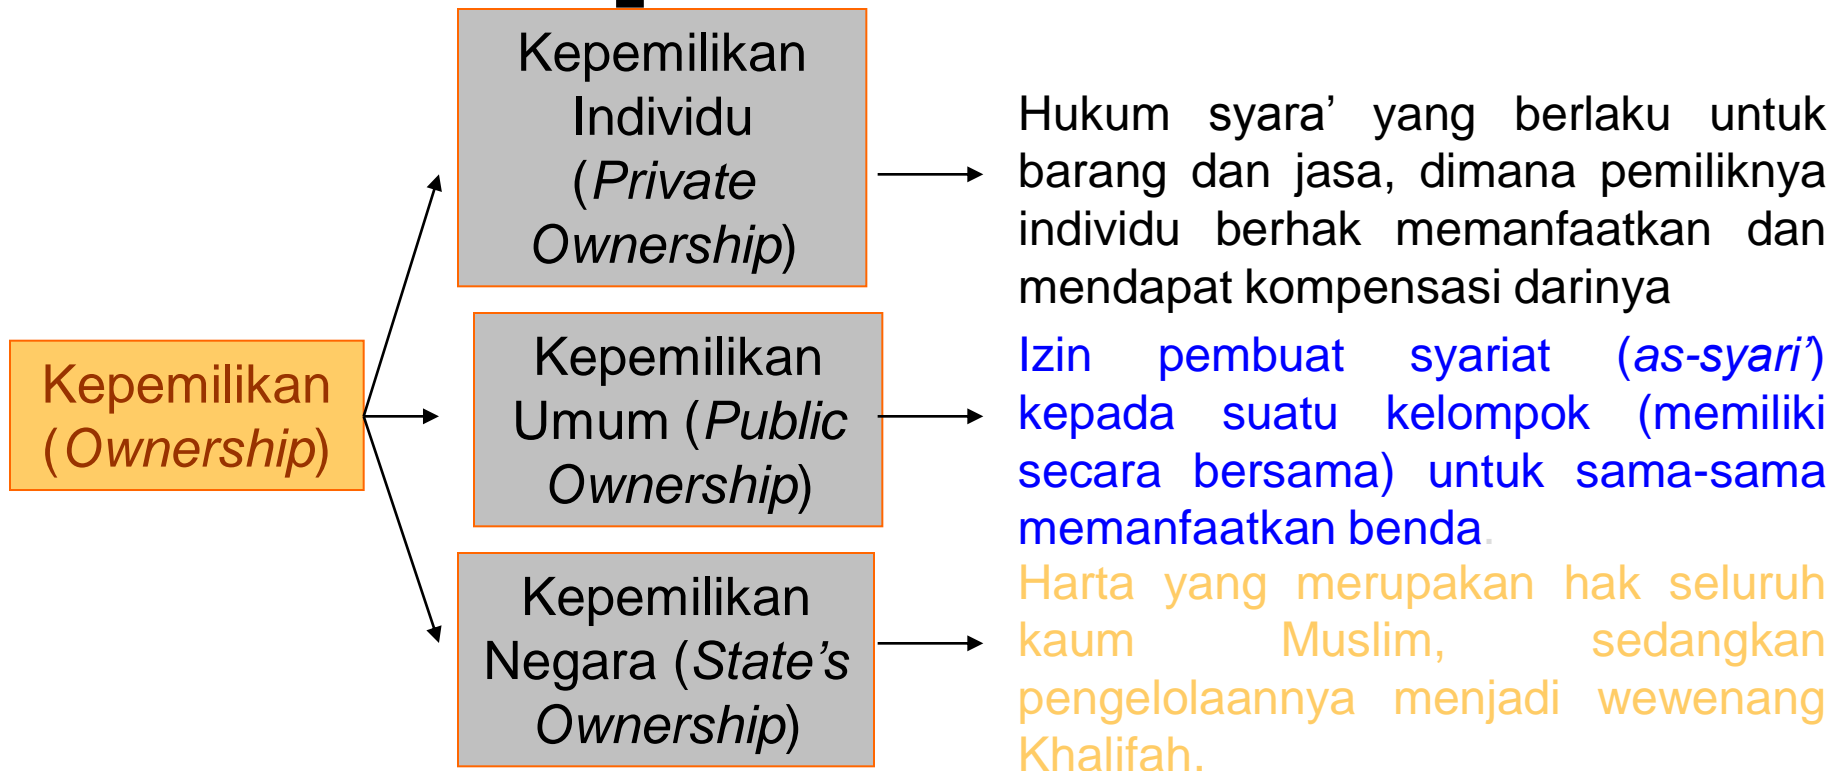 Kepemilikan
(Ownership)
Kepemilikan
Individu
(Private
Ownership)
Hukum syara’ yang berlaku untuk
barang dan jasa, dimana pemiliknya
individu berhak memanfaatkan dan
mendapat kompensasi darinya
Kepemilikan
Umum (Public
Ownership)
Izin pembuat syariat (as-syari’)
kepada suatu kelompok (memiliki
secara bersama) untuk sama-sama
memanfaatkan benda.
Kepemilikan
Negara (State’s
Ownership)
Harta yang merupakan hak seluruh
kaum Muslim, sedangkan
pengelolaannya menjadi wewenang
Khalifah.